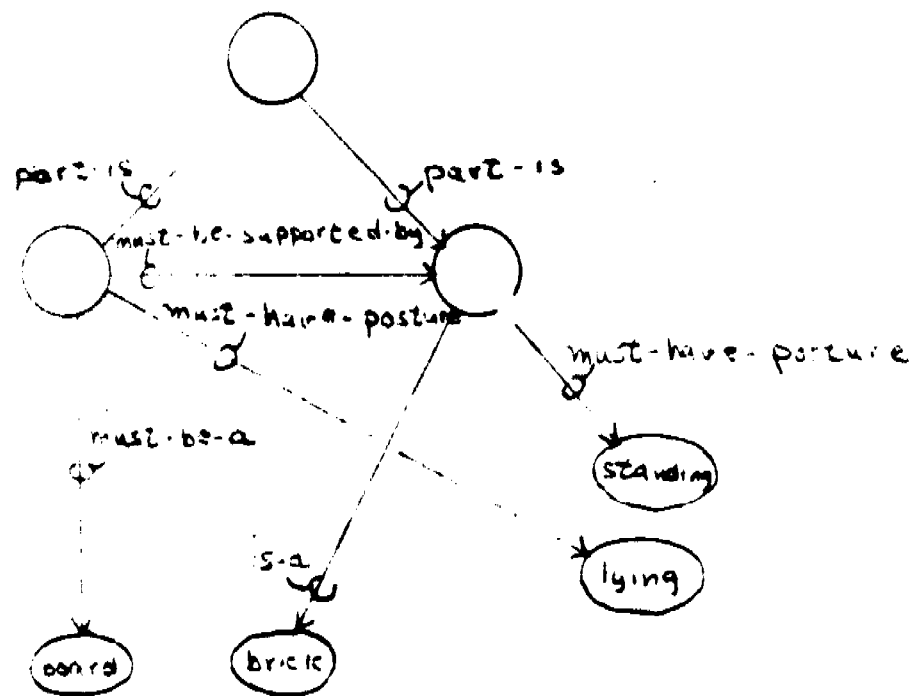 part-is
part-is
must-be-supported-by
must-have-posture
must-have-posture
must-be-a
standing
s-a
lying
board
brick